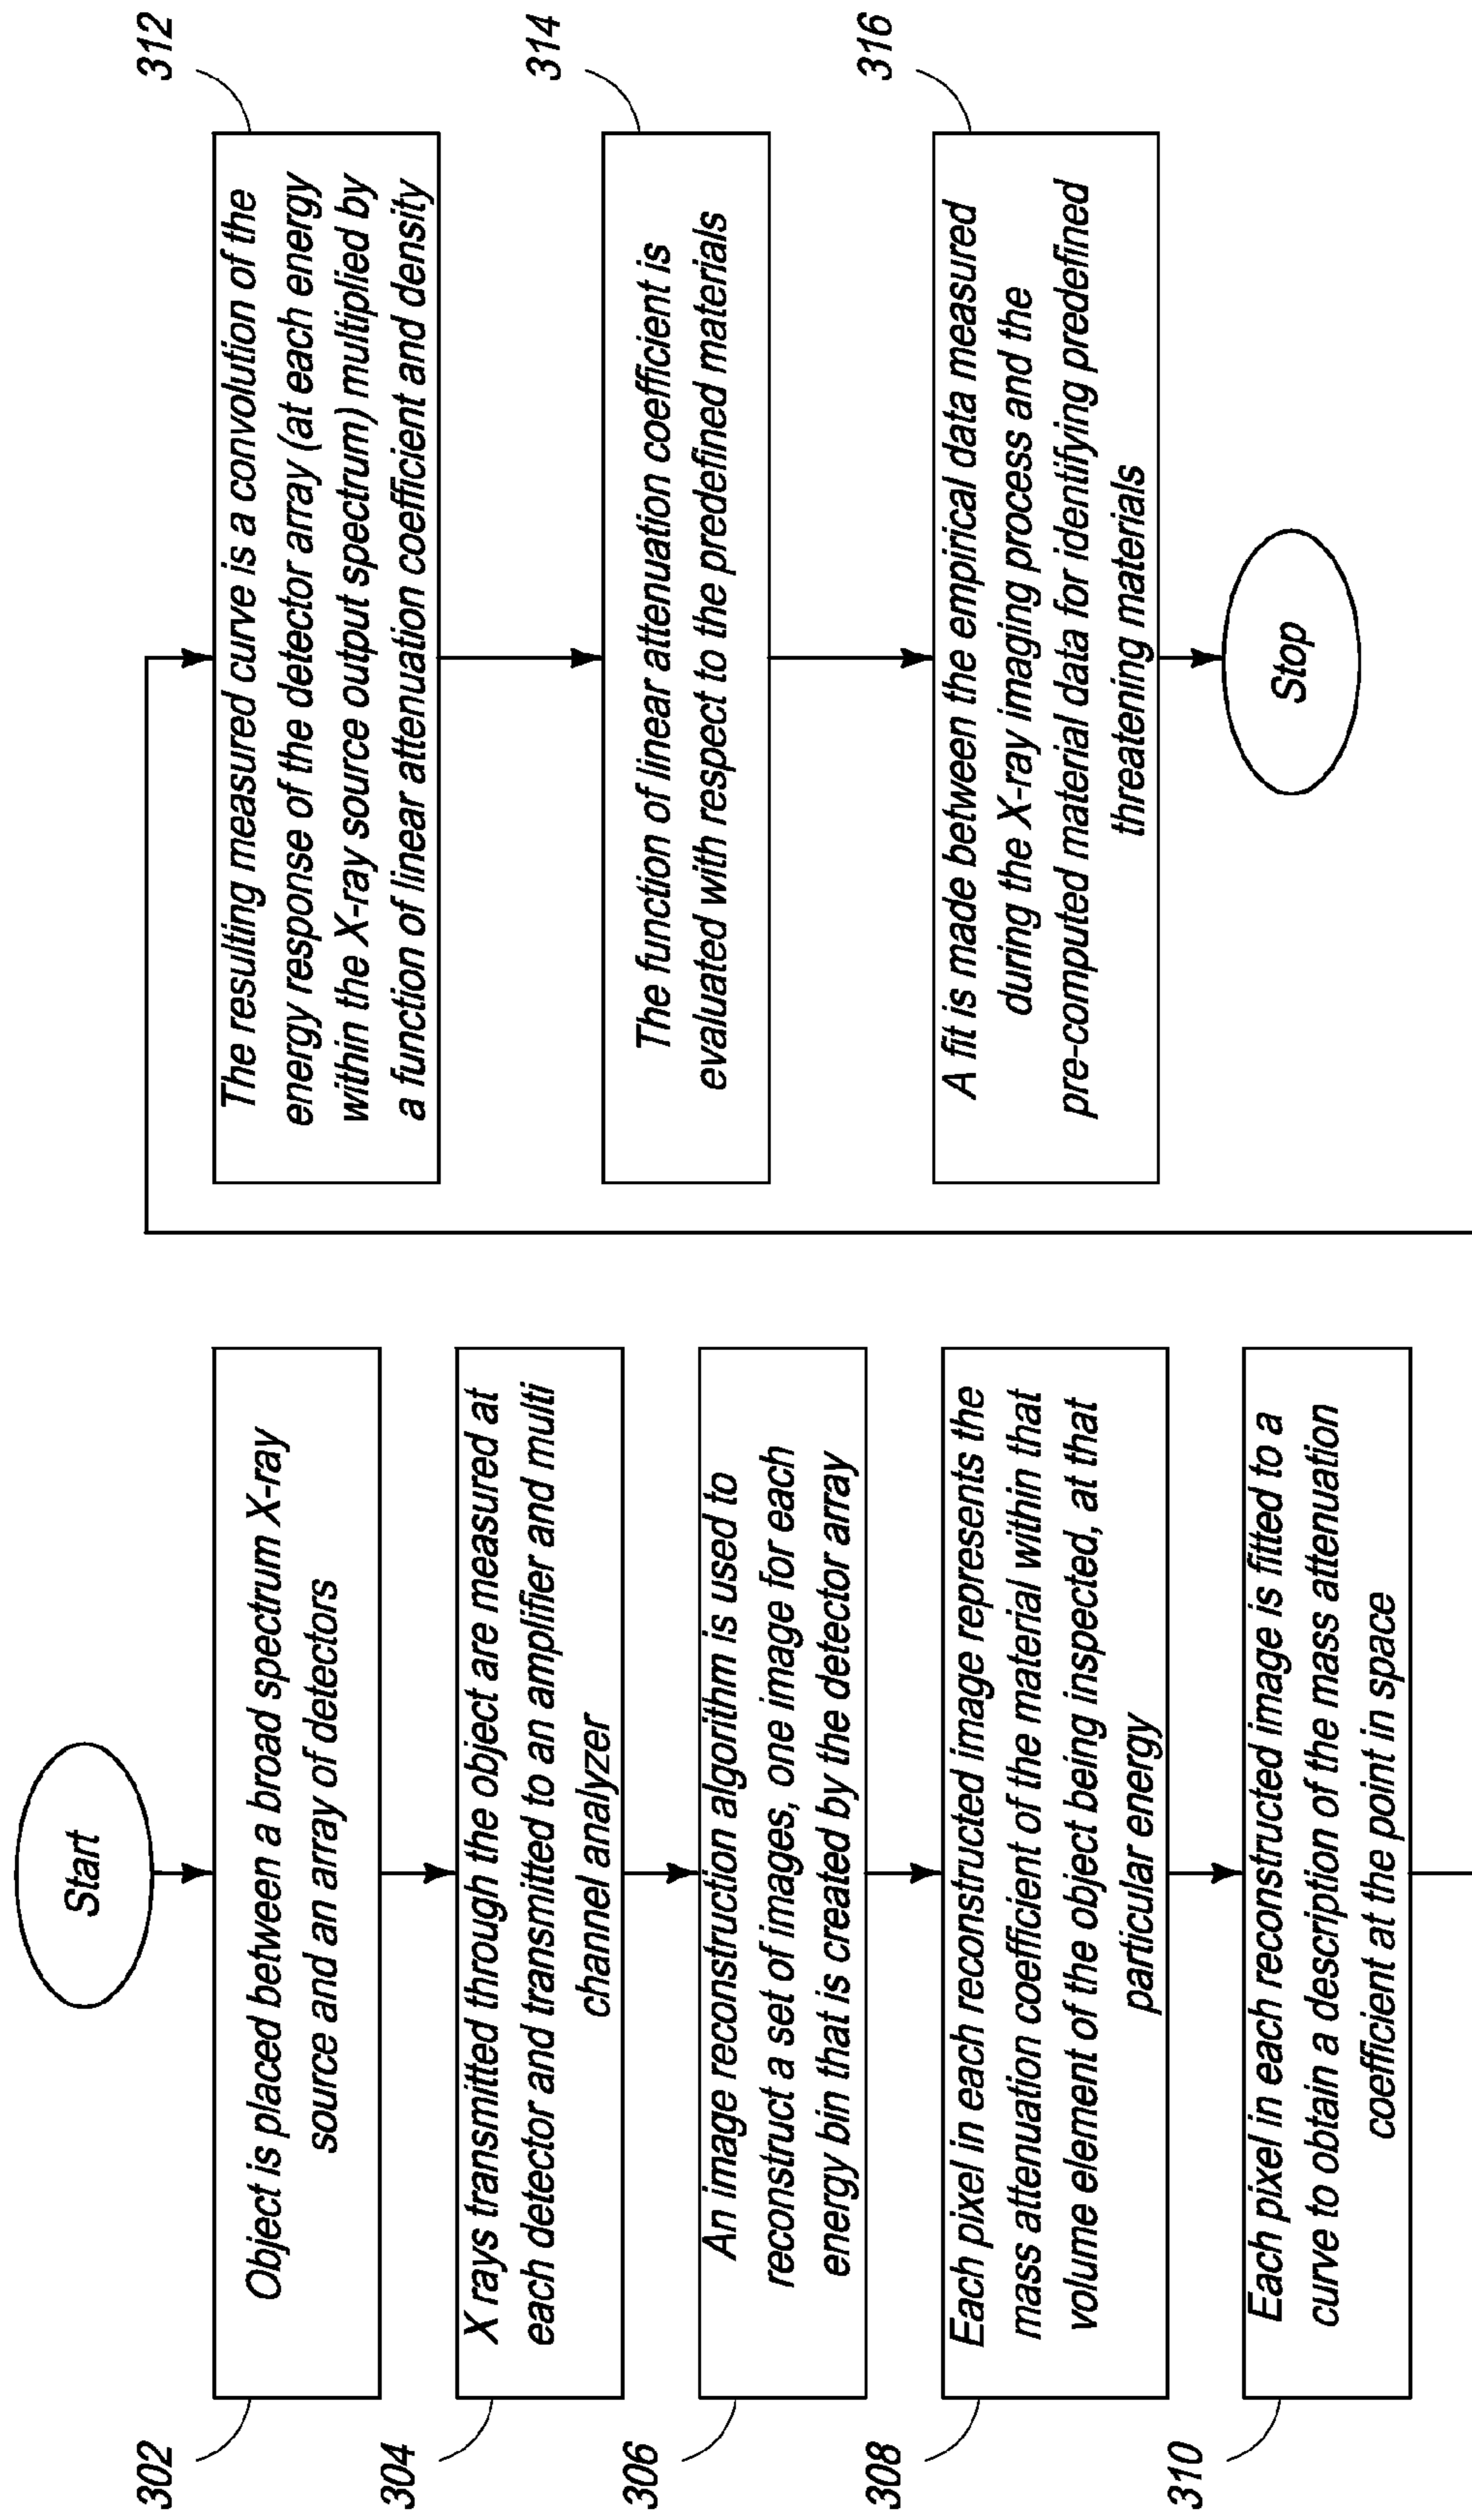 Start
302
Object is placed between a broad spectrum X-ray
source and an array of detectors
304
X rays transmitted through the object are measured at
each detector and transmitted to an amplifier and multi
channel analyzer
306
An image reconstruction algorithm is used to
reconstruct a set of images, one image for each
energy bin that is created by the detector array
308
Each pixel in each reconstructed image represents the
mass attenuation coefficient of the material within that
volume element of the object being inspected, at that
particular energy
310
Each pixel in each reconstructed image is fitted to a
curve to obtain a description of the mass attenuation
coefficient at the point in space
312
The resulting measured curve is a convolution of the
energy response of the detector array (at each energy
within the X-ray source output spectrum) multiplied by
a function of linear attenuation coefficient and density
314
The function of linear attenuation coefficient is
evaluated with respect to the predefined materials
316
A fit is made between the empirical data measured
during the X-ray imaging process and the
pre-computed material data for identifying predefined
threatening materials
Stop